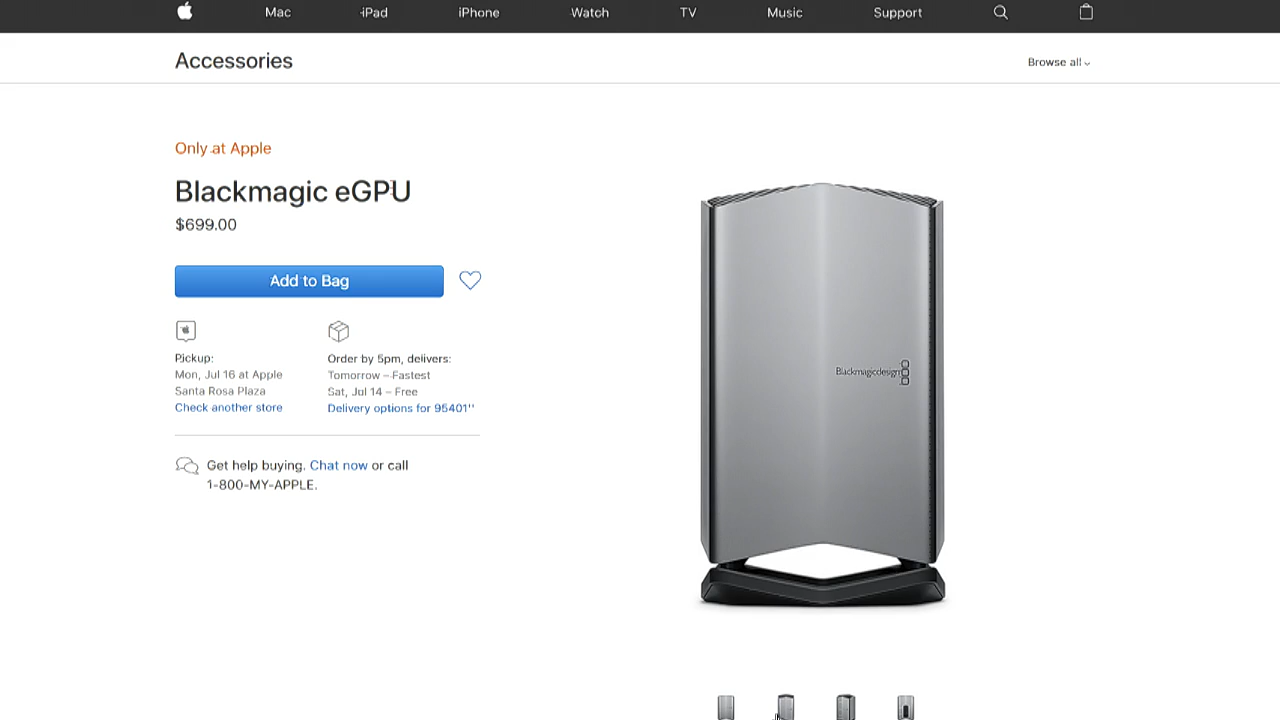 Mac iPad iPhone Watch TV Music Support
Accessories
Browse all
Only at Apple
Blackmagic eGPU
$699.00
Add to Bag
Pickup:
Mon, Jul 16 at Apple
Santa Rosa Plaza
Check another store
Order by 5pm, delivers:
Tomorrow – Fastest
Sat, Jul 14 – Free
Delivery options for 95401**
Get help buying. Chat now or call
1-800-MY-APPLE.
Blackmagicdesign